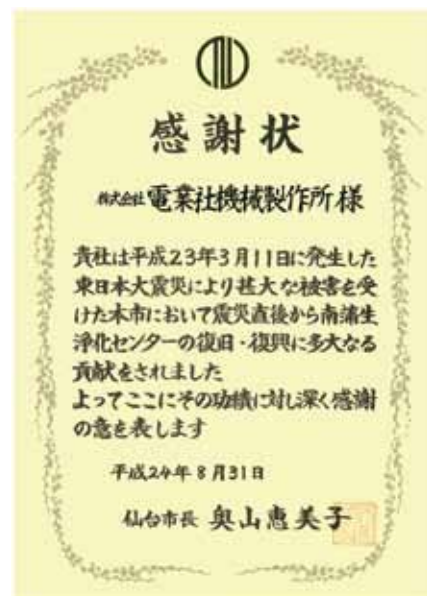 感謝状
株式会社 電業社機械製作所 様
貴社は平成23年3月11日に発生した
東日本大震災により甚大な被害を受
けた本市において震災直後から南蒲生
浄化センターの復旧・復興に多大なる
貢献をされました
よってここにその功績に対し深く感謝
の意を表します
平成24年8月31日
仙台市長 奥山恵美子